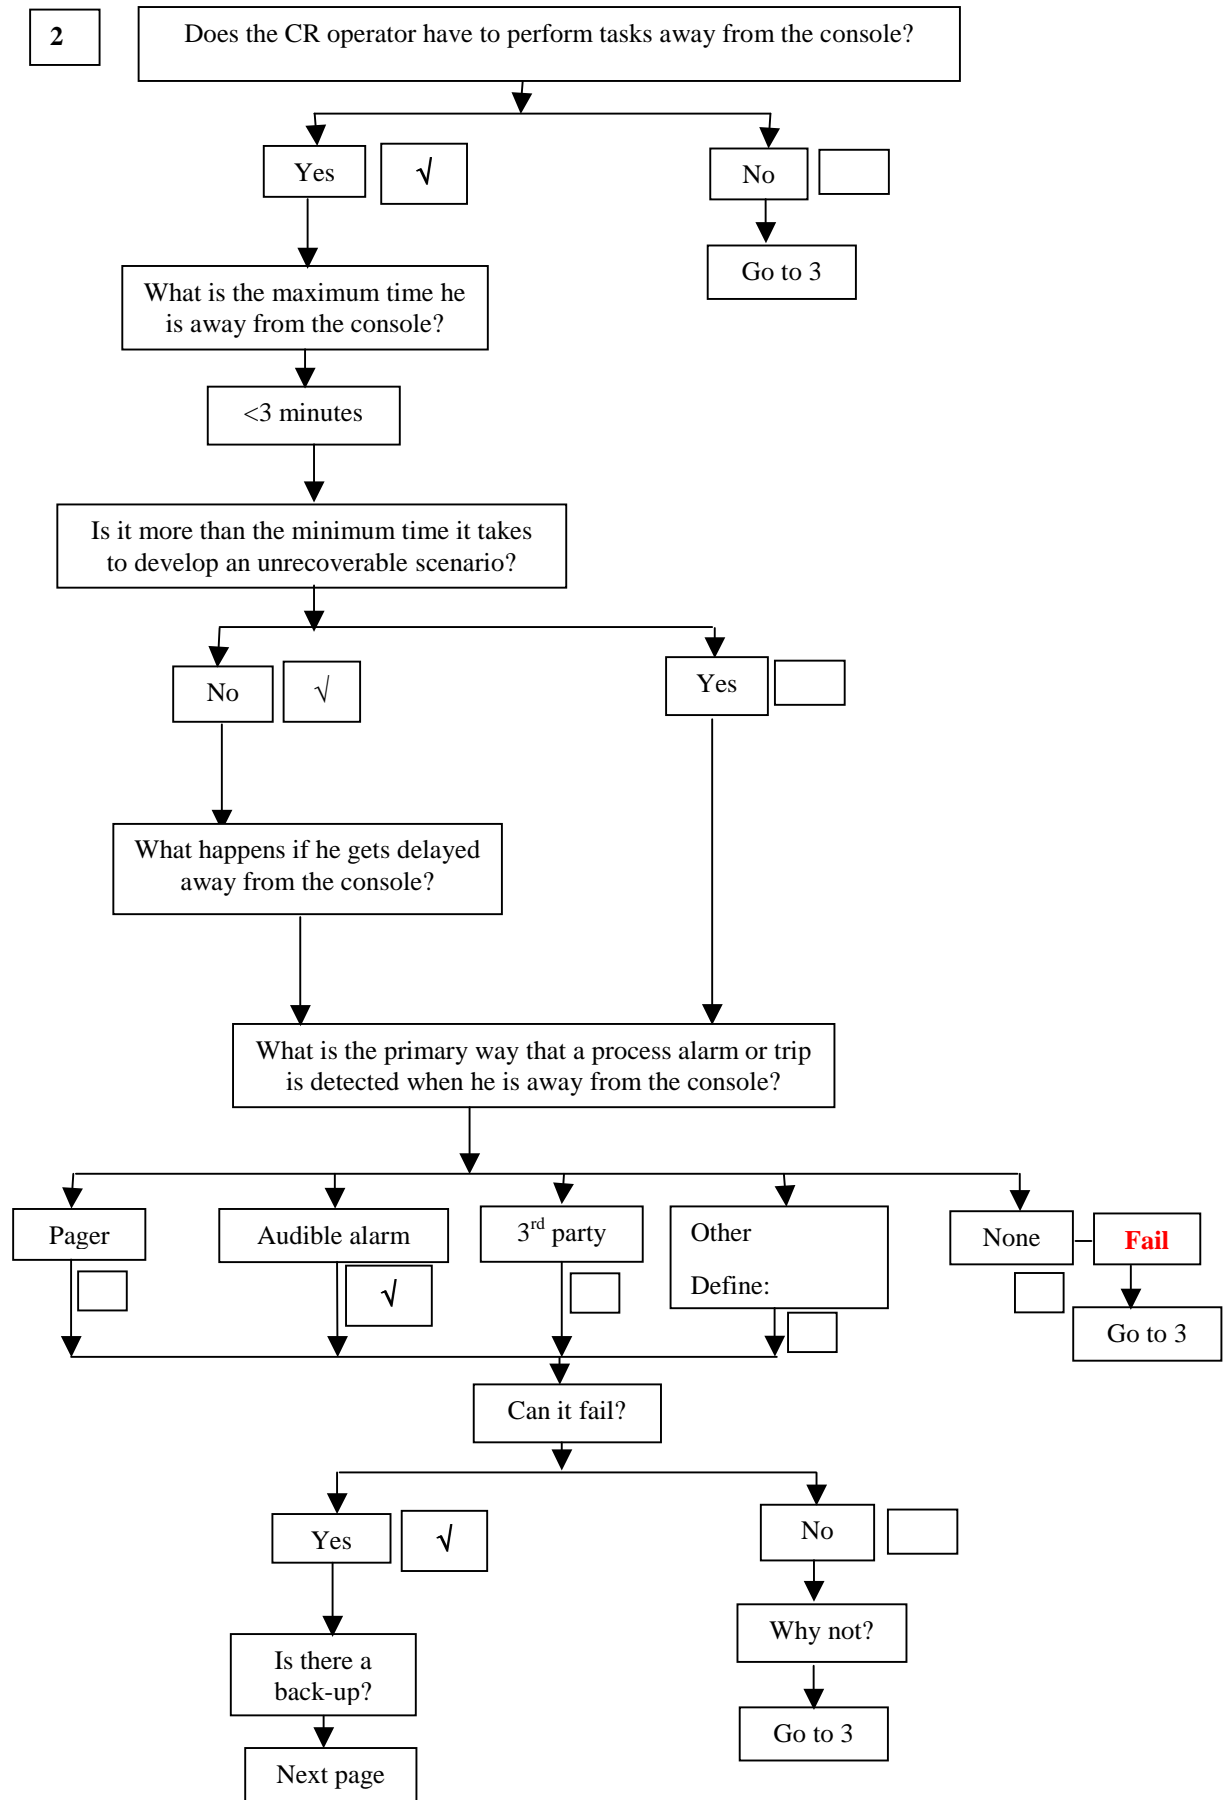 2
Does the CR operator have to perform tasks away from the console?
Yes
√
No
Go to 3
What is the maximum time he
is away from the console?
<3 minutes
Is it more than the minimum time it takes
to develop an unrecoverable scenario?
No
√
Yes
What happens if he gets delayed
away from the console?
What is the primary way that a process alarm or trip
is detected when he is away from the console?
Pager
Audible alarm
√
3rd party
Other
Define:
None
Fail
Go to 3
Can it fail?
Yes
√
No
Is there a
back-up?
Why not?
Next page
Go to 3